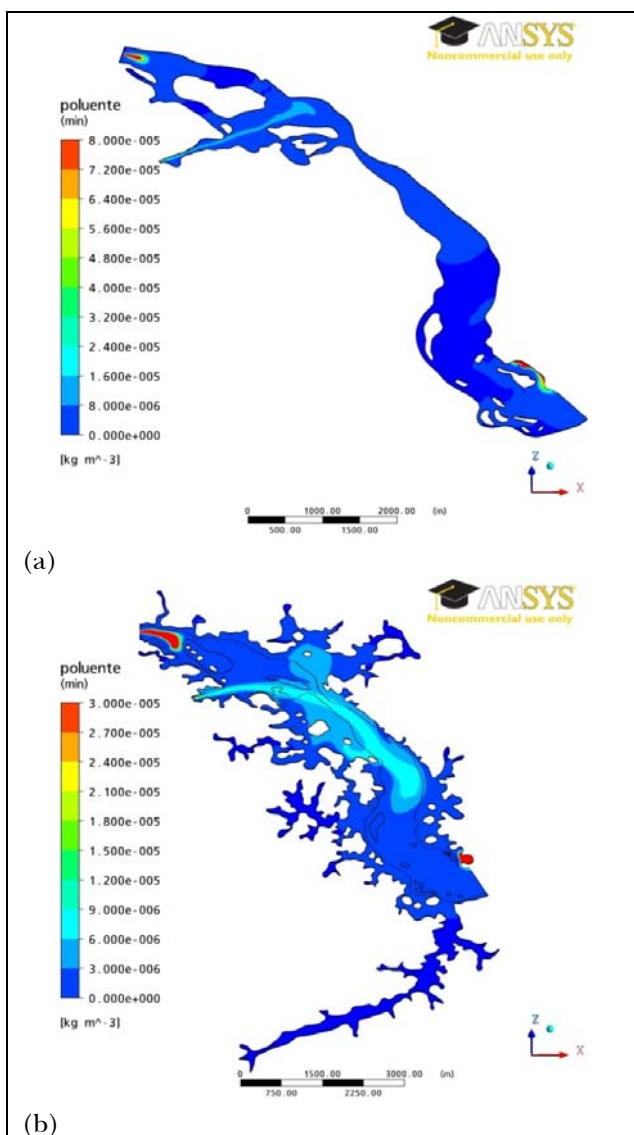 ANSYS
Noncommercial use only
poluente
(min)
8.000e-005
7.200e-005
6.400e-005
5.600e-005
4.800e-005
4.000e-005
3.200e-005
2.400e-005
1.600e-005
8.000e-006
0.000e+000
[kg m^-3]
Z
X
0 1000.00 2000.00 (m)
500.00 1500.00
(a)
ANSYS
Noncommercial use only
poluente
(min)
3.000e-005
2.700e-005
2.400e-005
2.100e-005
1.800e-005
1.500e-005
1.200e-005
9.000e-006
6.000e-006
3.000e-006
0.000e+000
[kg m^-3]
Z
X
0 1500.00 3000.00 (m)
750.00 2250.00
(b)